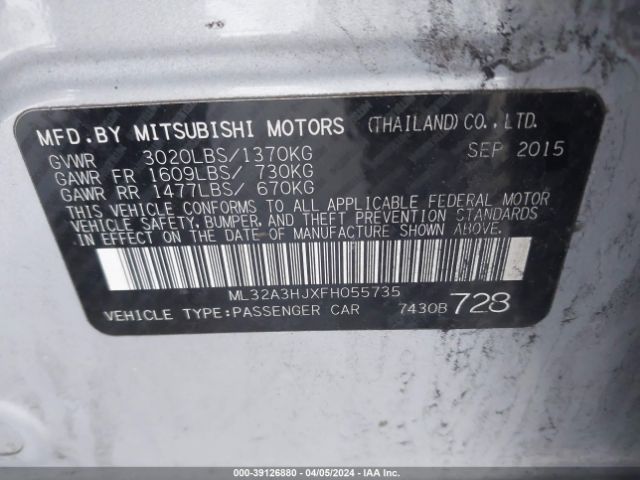 MFD.BY MITSUBISHI MOTORS (THAILAND) CO., LTD.
GVWR 3020LBS/1370KG SEP 2015
GAWR FR 1609LBS/ 730KG
GAWR RR 1477LBS/ 670KG
THIS VEHICLE CONFORMS TO ALL APPLICABLE FEDERAL MOTOR
VEHICLE SAFETY, BUMPER, AND THEFT PREVENTION STANDARDS
IN EFFECT ON THE DATE OF MANUFACTURE SHOWN ABOVE.
ML32A3HJXFH055735
VEHICLE TYPE:PASSENGER CAR 7430B 728
000-39126880 - 04/05/2024 - IAA Inc.